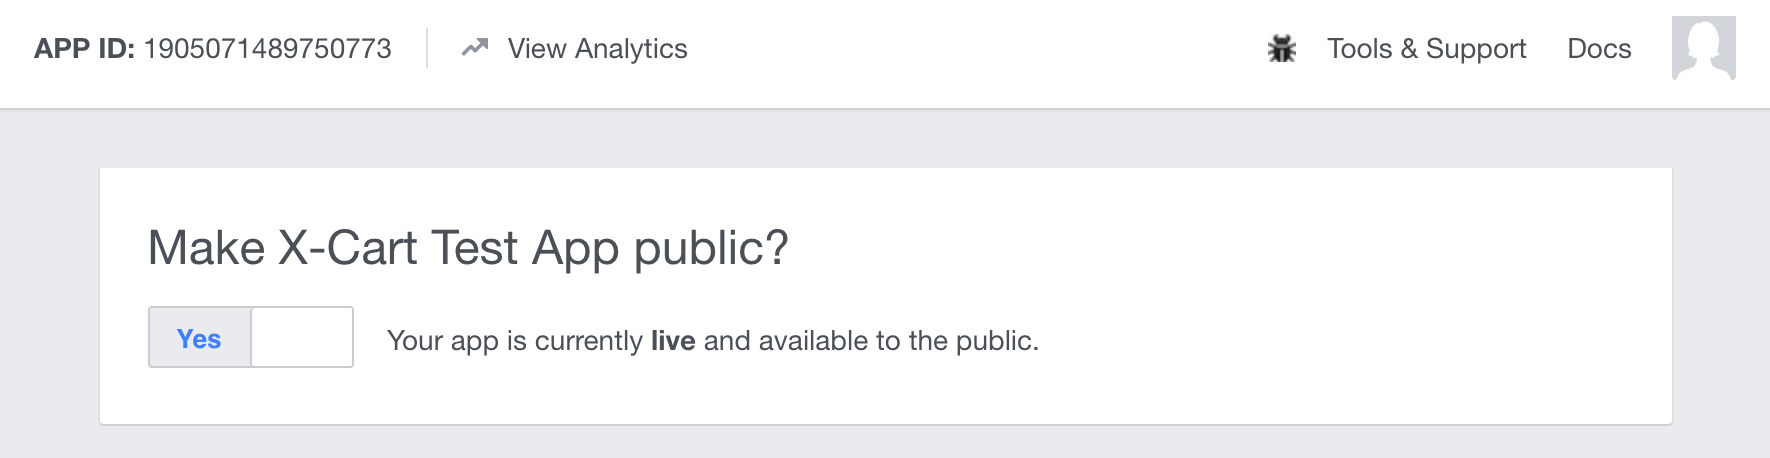 APP ID: 1905071489750773 View Analytics Tools & Support Docs
Make X-Cart Test App public?
Yes Your app is currently live and available to the public.